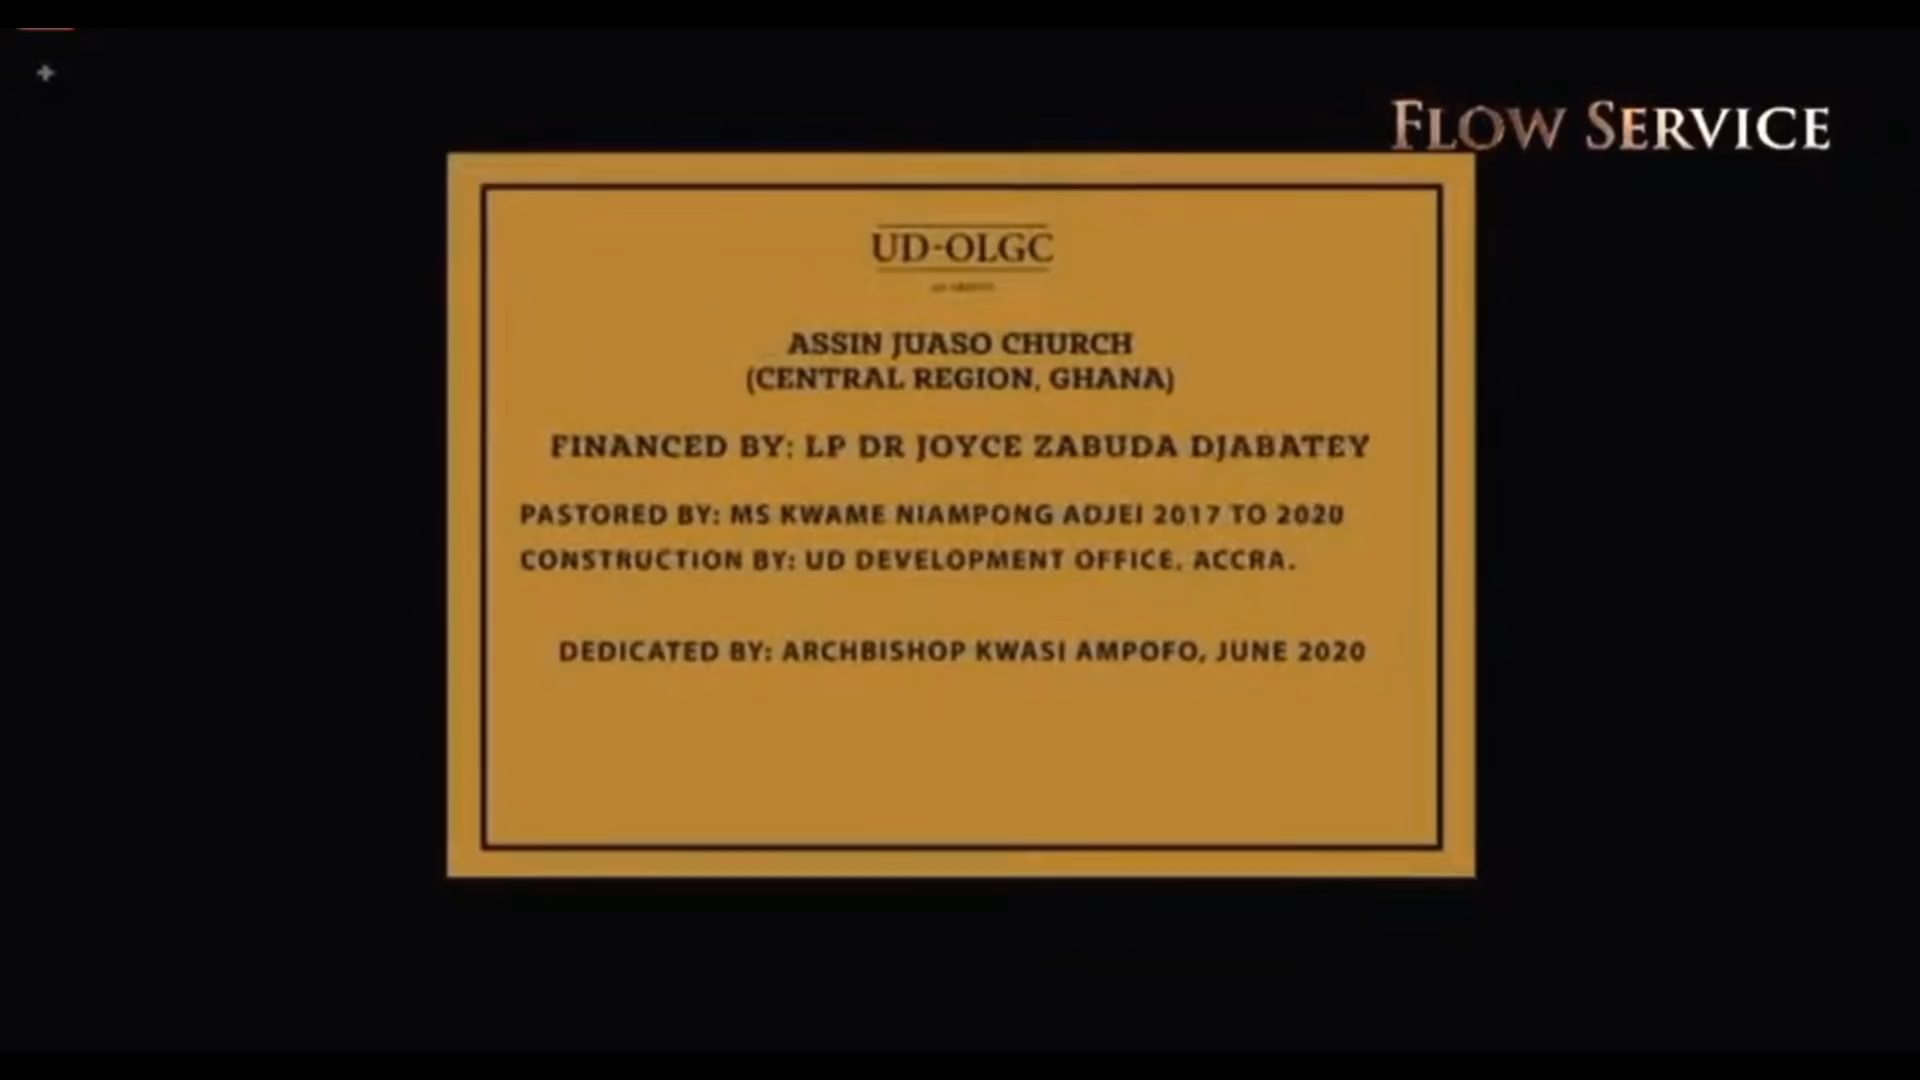 FLOW SERVICE
UD-OLGC
ASSIN JUASO CHURCH
(CENTRAL REGION, GHANA)
FINANCED BY: LP DR JOYCE ZABUDA DJABATEY
PASTORED BY: MS KWAME NIAMPONG ADJEI 2017 TO 2020
CONSTRUCTION BY: UD DEVELOPMENT OFFICE, ACCRA.
DEDICATED BY: ARCHBISHOP KWASI AMPOFO, JUNE 2020